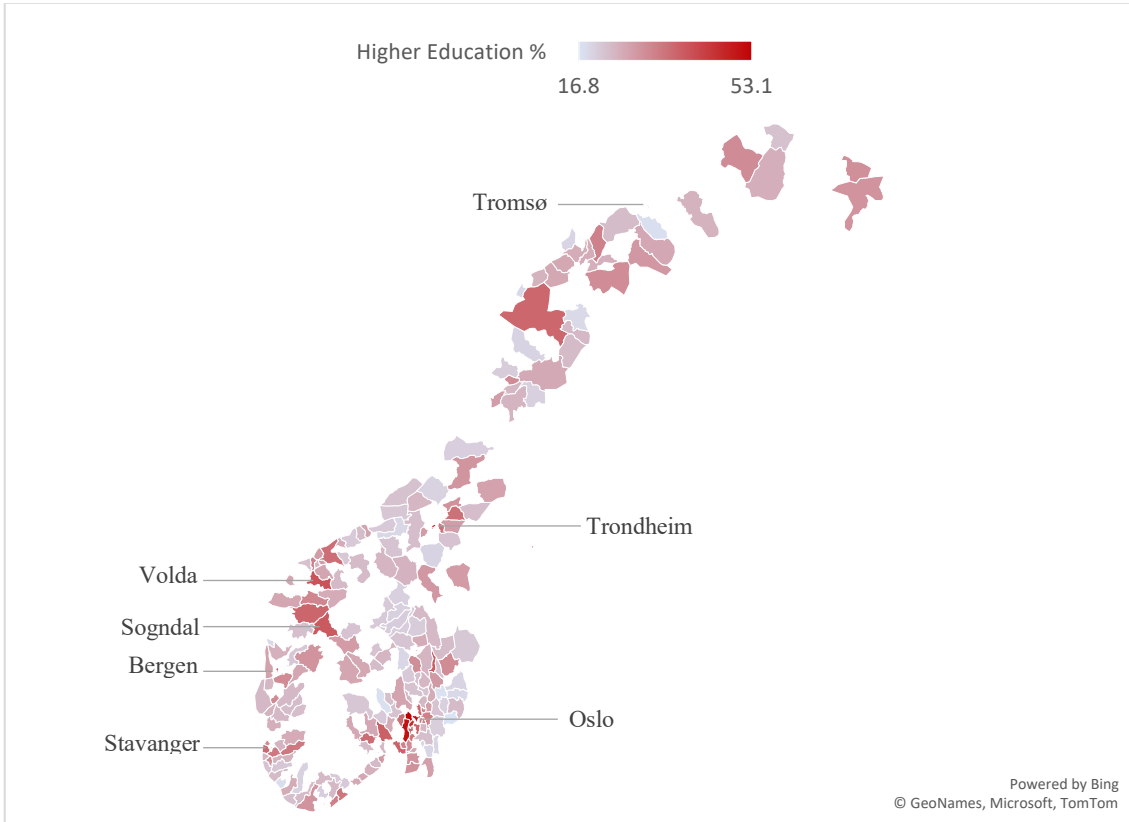 Higher Education %
16.8 53.1
Tromsø
Trondheim
Volda
Sogndal
Bergen
Oslo
Stavanger
Powered by Bing
© GeoNames, Microsoft, TomTom